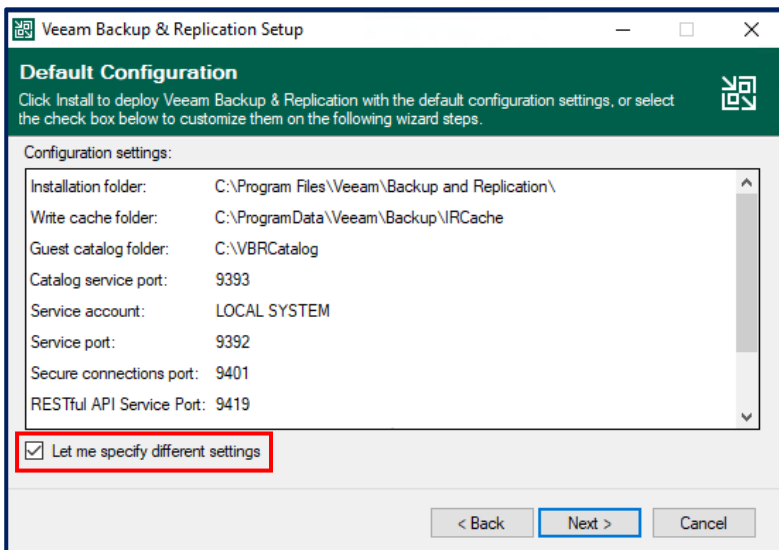 Veeam Backup & Replication Setup
Default Configuration
Click Install to deploy Veeam Backup & Replication with the default configuration settings, or select
the check box below to customize them on the following wizard steps.
Configuration settings:
Installation folder: C:\Program Files\Veeam\Backup and Replication\
Write cache folder: C:\ProgramData\Veeam\Backup\IRCache
Guest catalog folder: C:\VBRCatalog
Catalog service port: 9393
Service account: LOCAL SYSTEM
Service port: 9392
Secure connections port: 9401
RESTful API Service Port: 9419
Let me specify different settings
< Back Next > Cancel